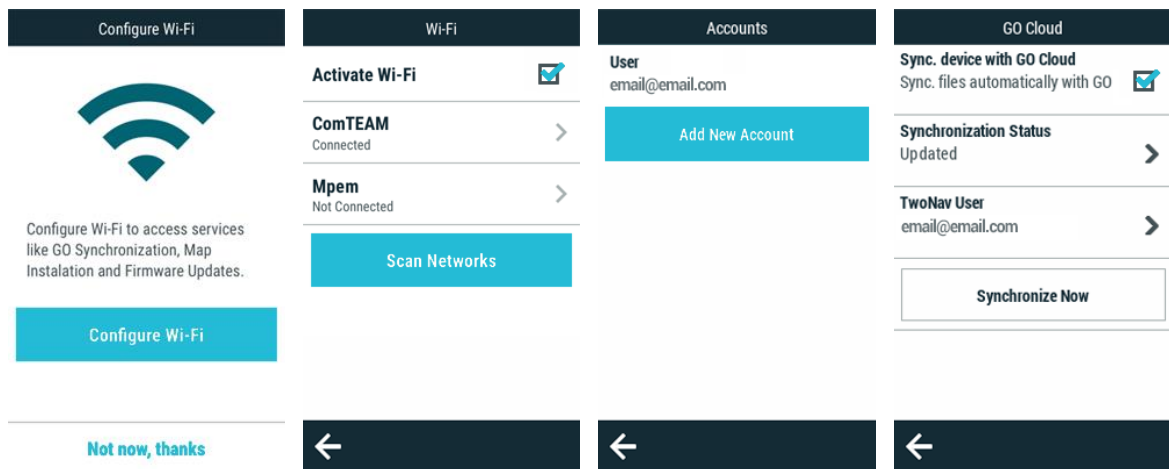 Configure Wi-Fi
Configure Wi-Fi to access services
like GO Synchronization, Map
Instalation and Firmware Updates.
Configure Wi-Fi
Not now, thanks
Wi-Fi
Activate Wi-Fi
ComTEAM
Connected
Mpem
Not Connected
Scan Networks
Accounts
User
email@email.com
Add New Account
GO Cloud
Sync. device with GO Cloud
Sync. files automatically with GO
Synchronization Status
Updated
TwoNav User
email@email.com
Synchronize Now